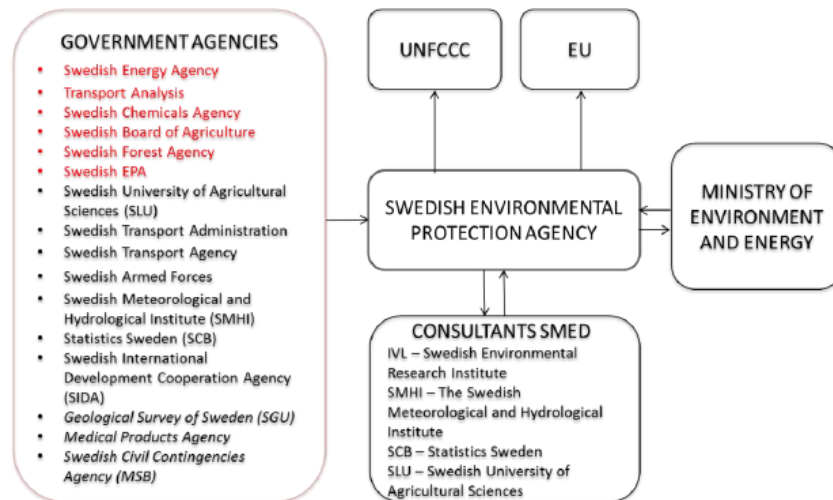 GOVERNMENT AGENCIES
• Swedish Energy Agency
• Transport Analysis
• Swedish Chemicals Agency
• Swedish Board of Agriculture
• Swedish Forest Agency
• Swedish EPA
• Swedish University of Agricultural
Sciences (SLU)
• Swedish Transport Administration
• Swedish Transport Agency
• Swedish Armed Forces
• Swedish Meteorological and
Hydrological Institute (SMHI)
• Statistics Sweden (SCB)
• Swedish International
Development Cooperation Agency
(SIDA)
• Geological Survey of Sweden (SGU)
• Medical Products Agency
• Swedish Civil Contingencies
Agency (MSB)
UNFCCC
EU
SWEDISH ENVIRONMENTAL
PROTECTION AGENCY
MINISTRY OF
ENVIRONMENT
AND ENERGY
CONSULTANTS SMED
IVL – Swedish Environmental
Research Institute
SMHI – The Swedish
Meteorological and Hydrological
Institute
SCB – Statistics Sweden
SLU – Swedish University of
Agricultural Sciences